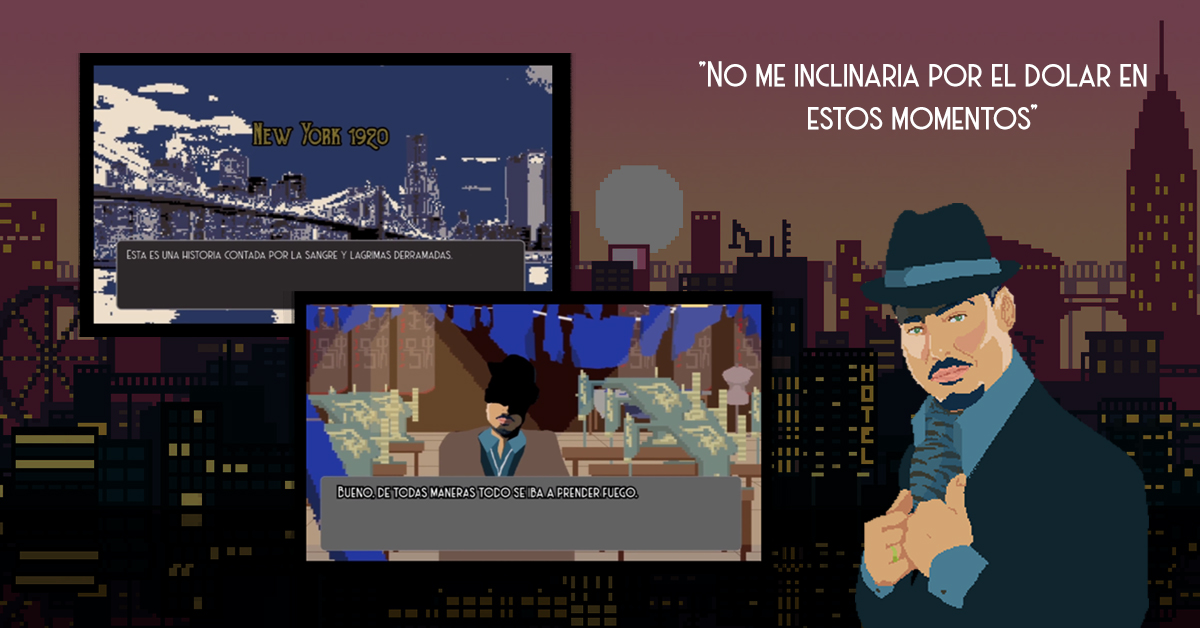 "No me inclinaria por el dolar en
estos momentos"
New York 1920
Esta es una historia contada por la sangre y lagrimas derramadas.
Bueno, de todas maneras todo se iba a prender fuego.
HOTEL